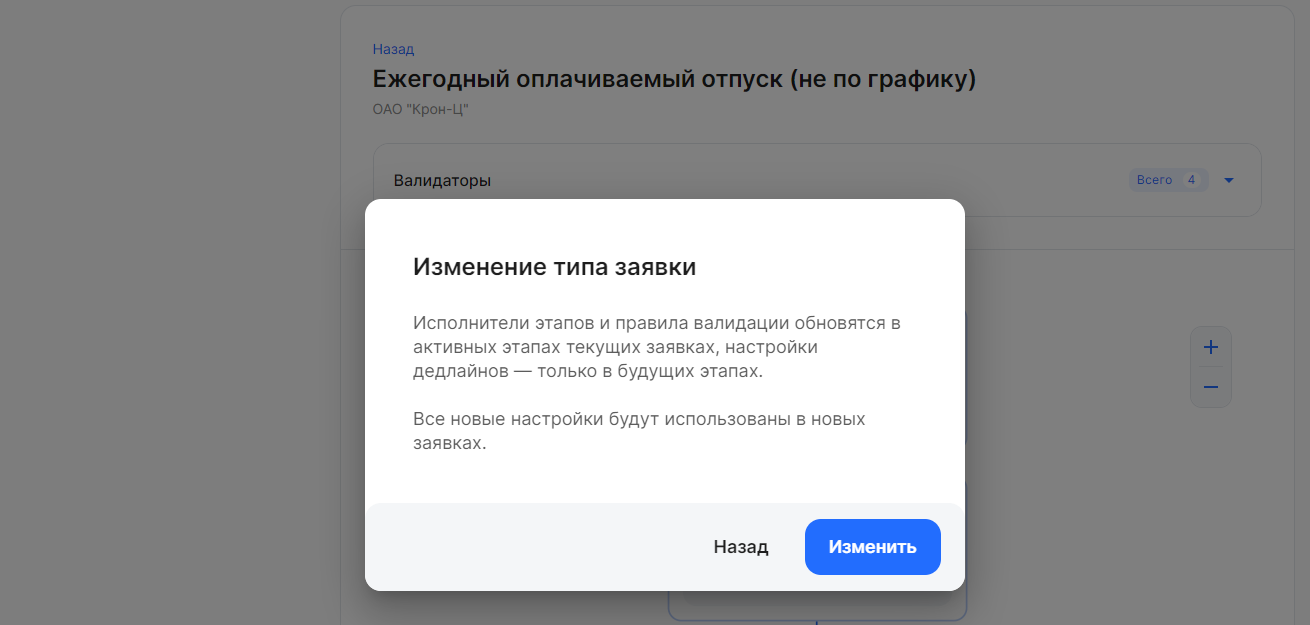 Назад
Ежегодный оплачиваемый отпуск (не по графику)
ОАО "Крон-Ц"
Валидаторы
Всего 4
Изменение типа заявки
Исполнители этапов и правила валидации обновятся в
активных этапах текущих заявках, настройки
дедлайнов — только в будущих этапах.
Все новые настройки будут использованы в новых
заявках.
Назад
Изменить